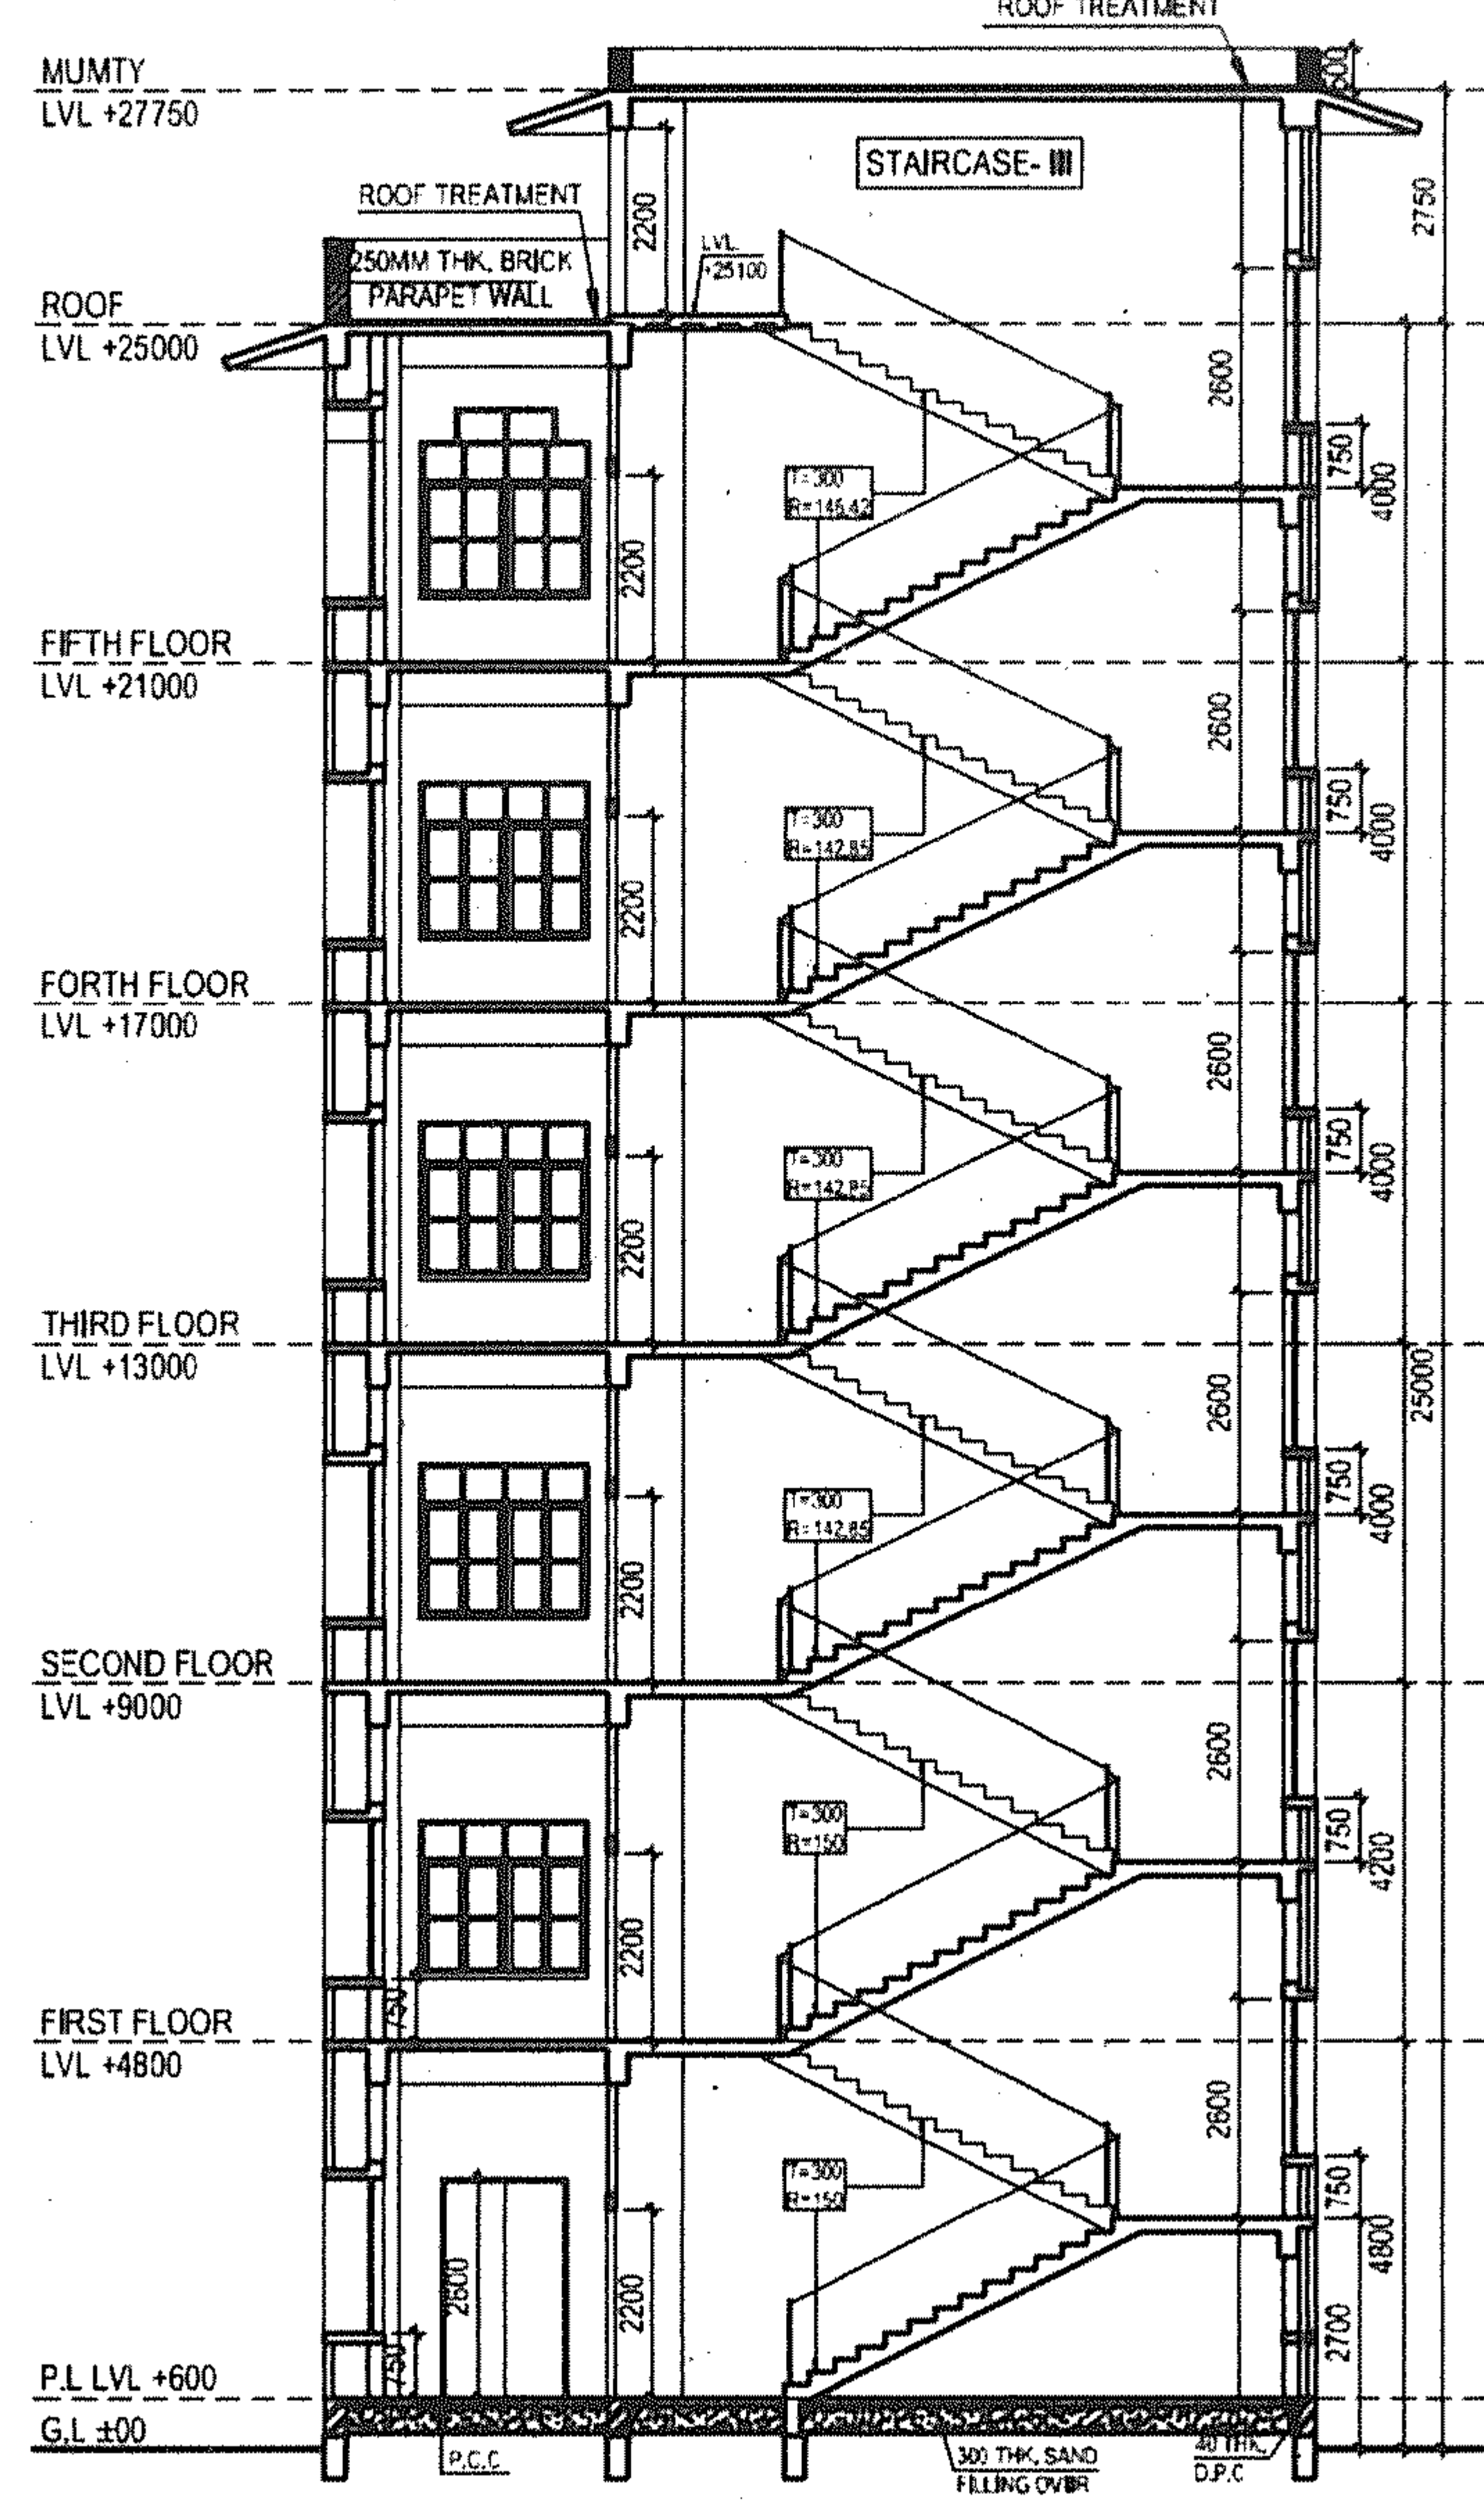 ROOF TREATMENT
MUMTY
LVL +27750
600
STAIRCASE- III
ROOF TREATMENT
2200
2750
250MM THK. BRICK
PARAPET WALL
LVL
+25100
ROOF
LVL +25000
2600
750
4000
T=300
R=145.42
2200
FIFTH FLOOR
LVL +21000
2600
750
4000
T=300
R=142.85
2200
FORTH FLOOR
LVL +17000
2600
750
4000
T=300
R=142.85
2200
THIRD FLOOR
LVL +13000
2600
25000
750
4000
T=300
R=142.85
2200
SECOND FLOOR
LVL +9000
2600
750
4200
T=300
R=150
2200
750
FIRST FLOOR
LVL +4800
2600
750
4800
T=300
R=150
2600
2200
2700
750
P.L LVL +600
G.L ±00
P.C.C
300 THK. SAND
FILLING OVER
40 THK.
D.P.C